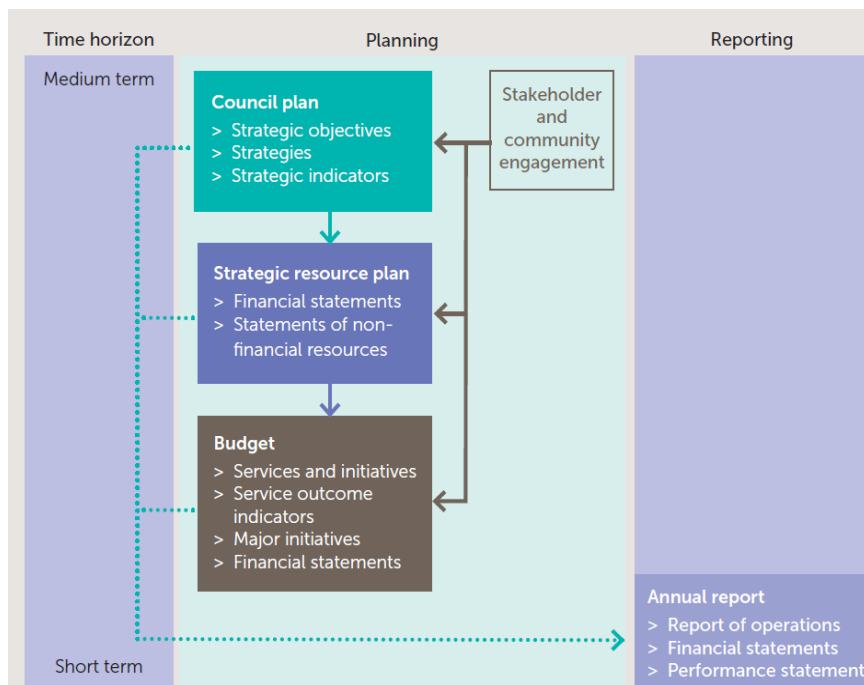 Time horizon
Planning
Reporting
Medium term
Council plan
> Strategic objectives
> Strategies
> Strategic indicators
Stakeholder
and
community
engagement
Strategic resource plan
> Financial statements
> Statements of non-
financial resources
Budget
> Services and initiatives
> Service outcome
indicators
> Major initiatives
> Financial statements
Annual report
> Report of operations
> Financial statements
> Performance statement
Short term